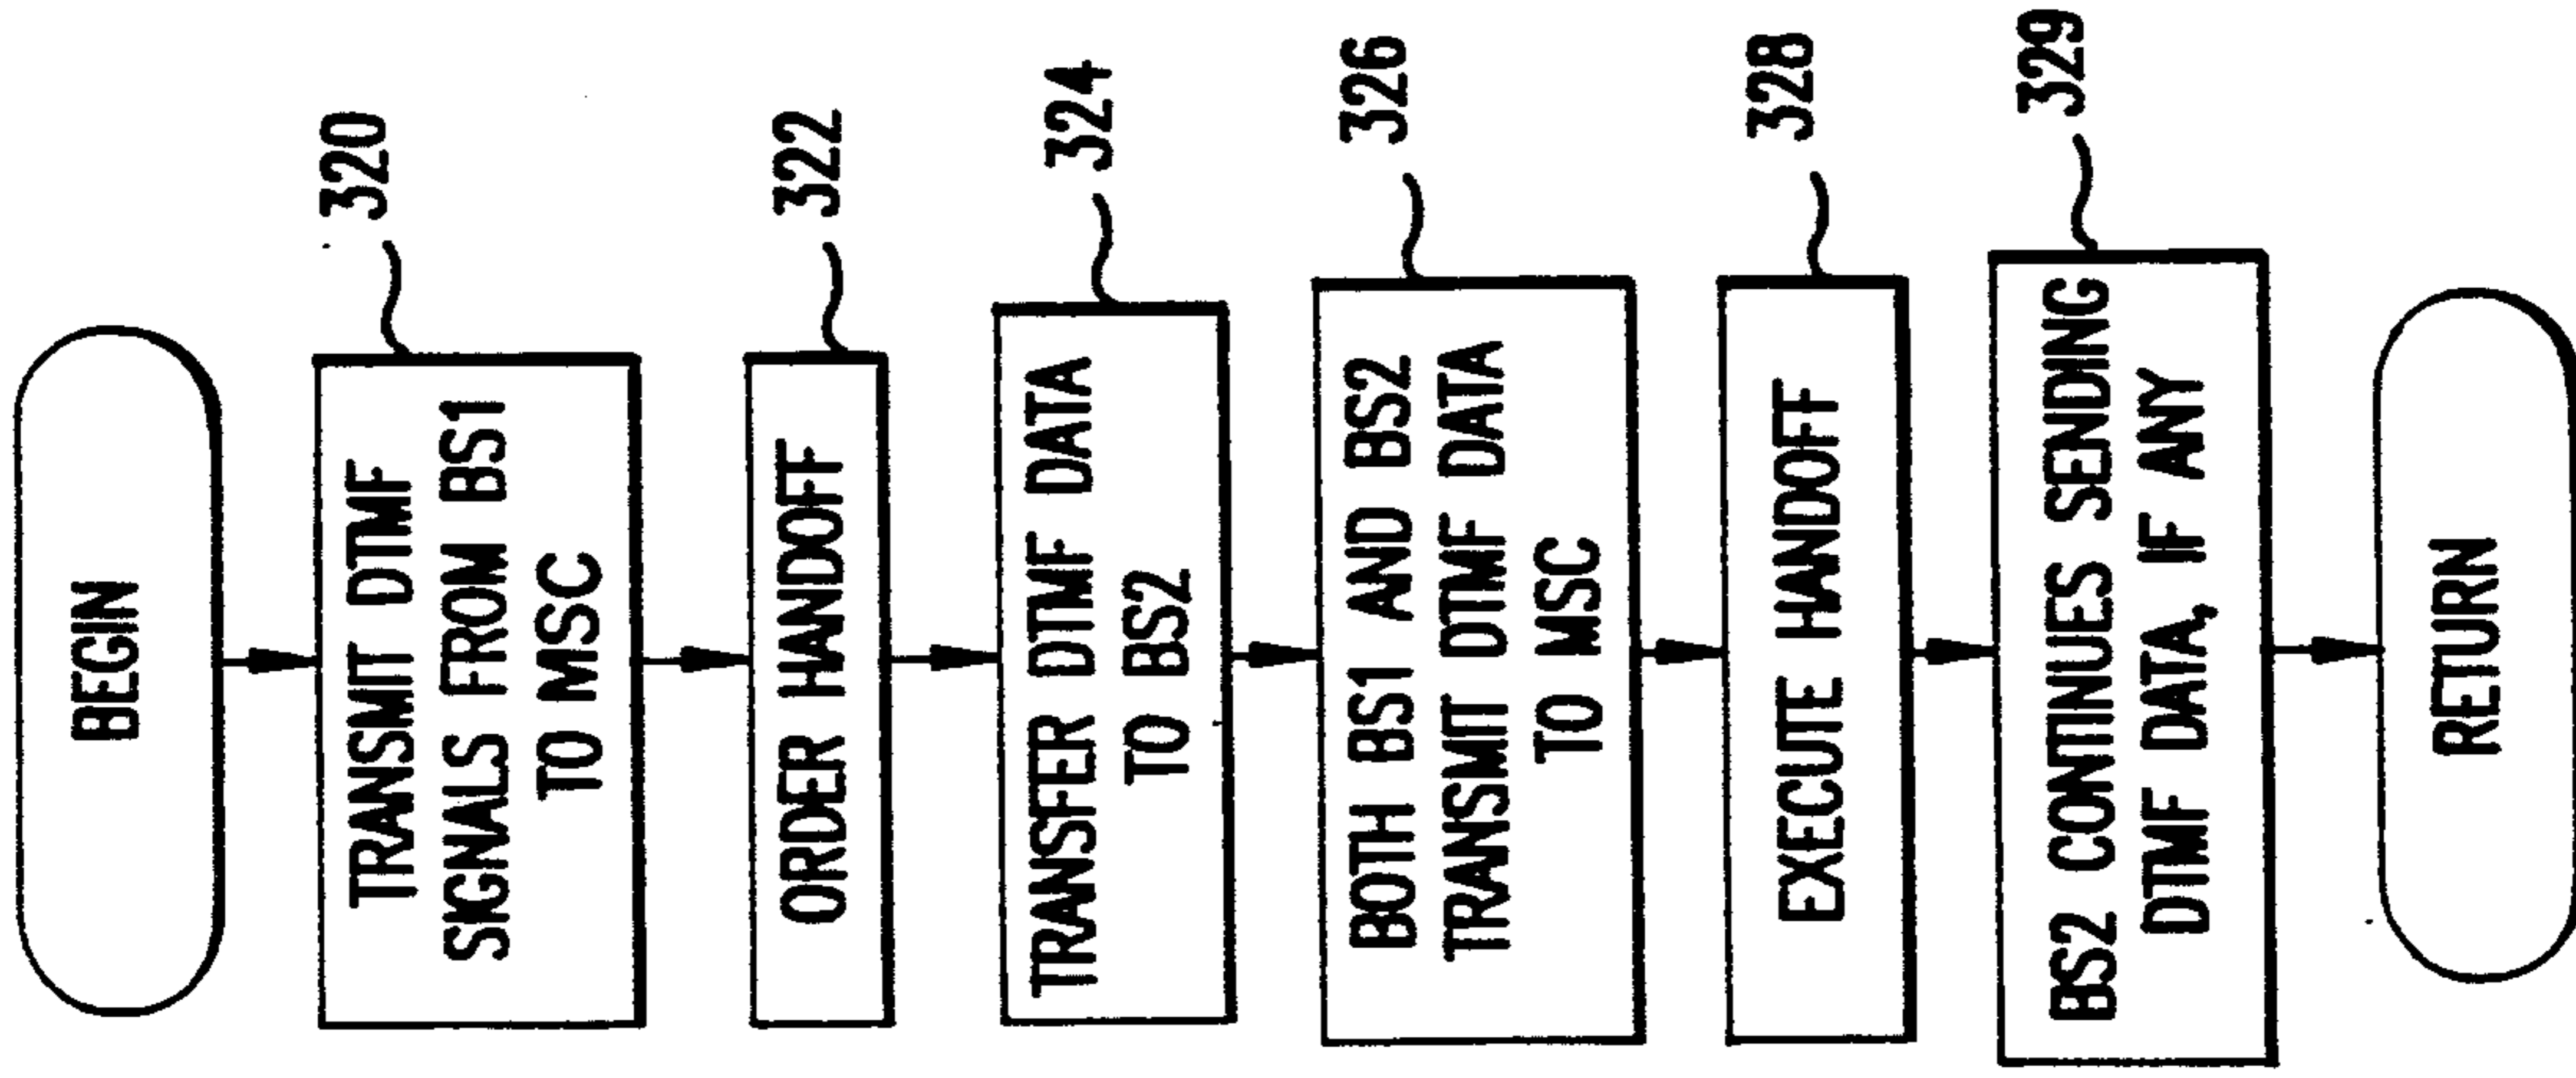 BEGIN
TRANSMIT DTMF
SIGNALS FROM BS1
TO MSC
320
ORDER HANDOFF
322
TRANSFER DTMF DATA
TO BS2
324
BOTH BS1 AND BS2
TRANSMIT DTMF DATA
TO MSC
326
EXECUTE HANDOFF
328
BS2 CONTINUES SENDING
DTMF DATA, IF ANY
329
RETURN